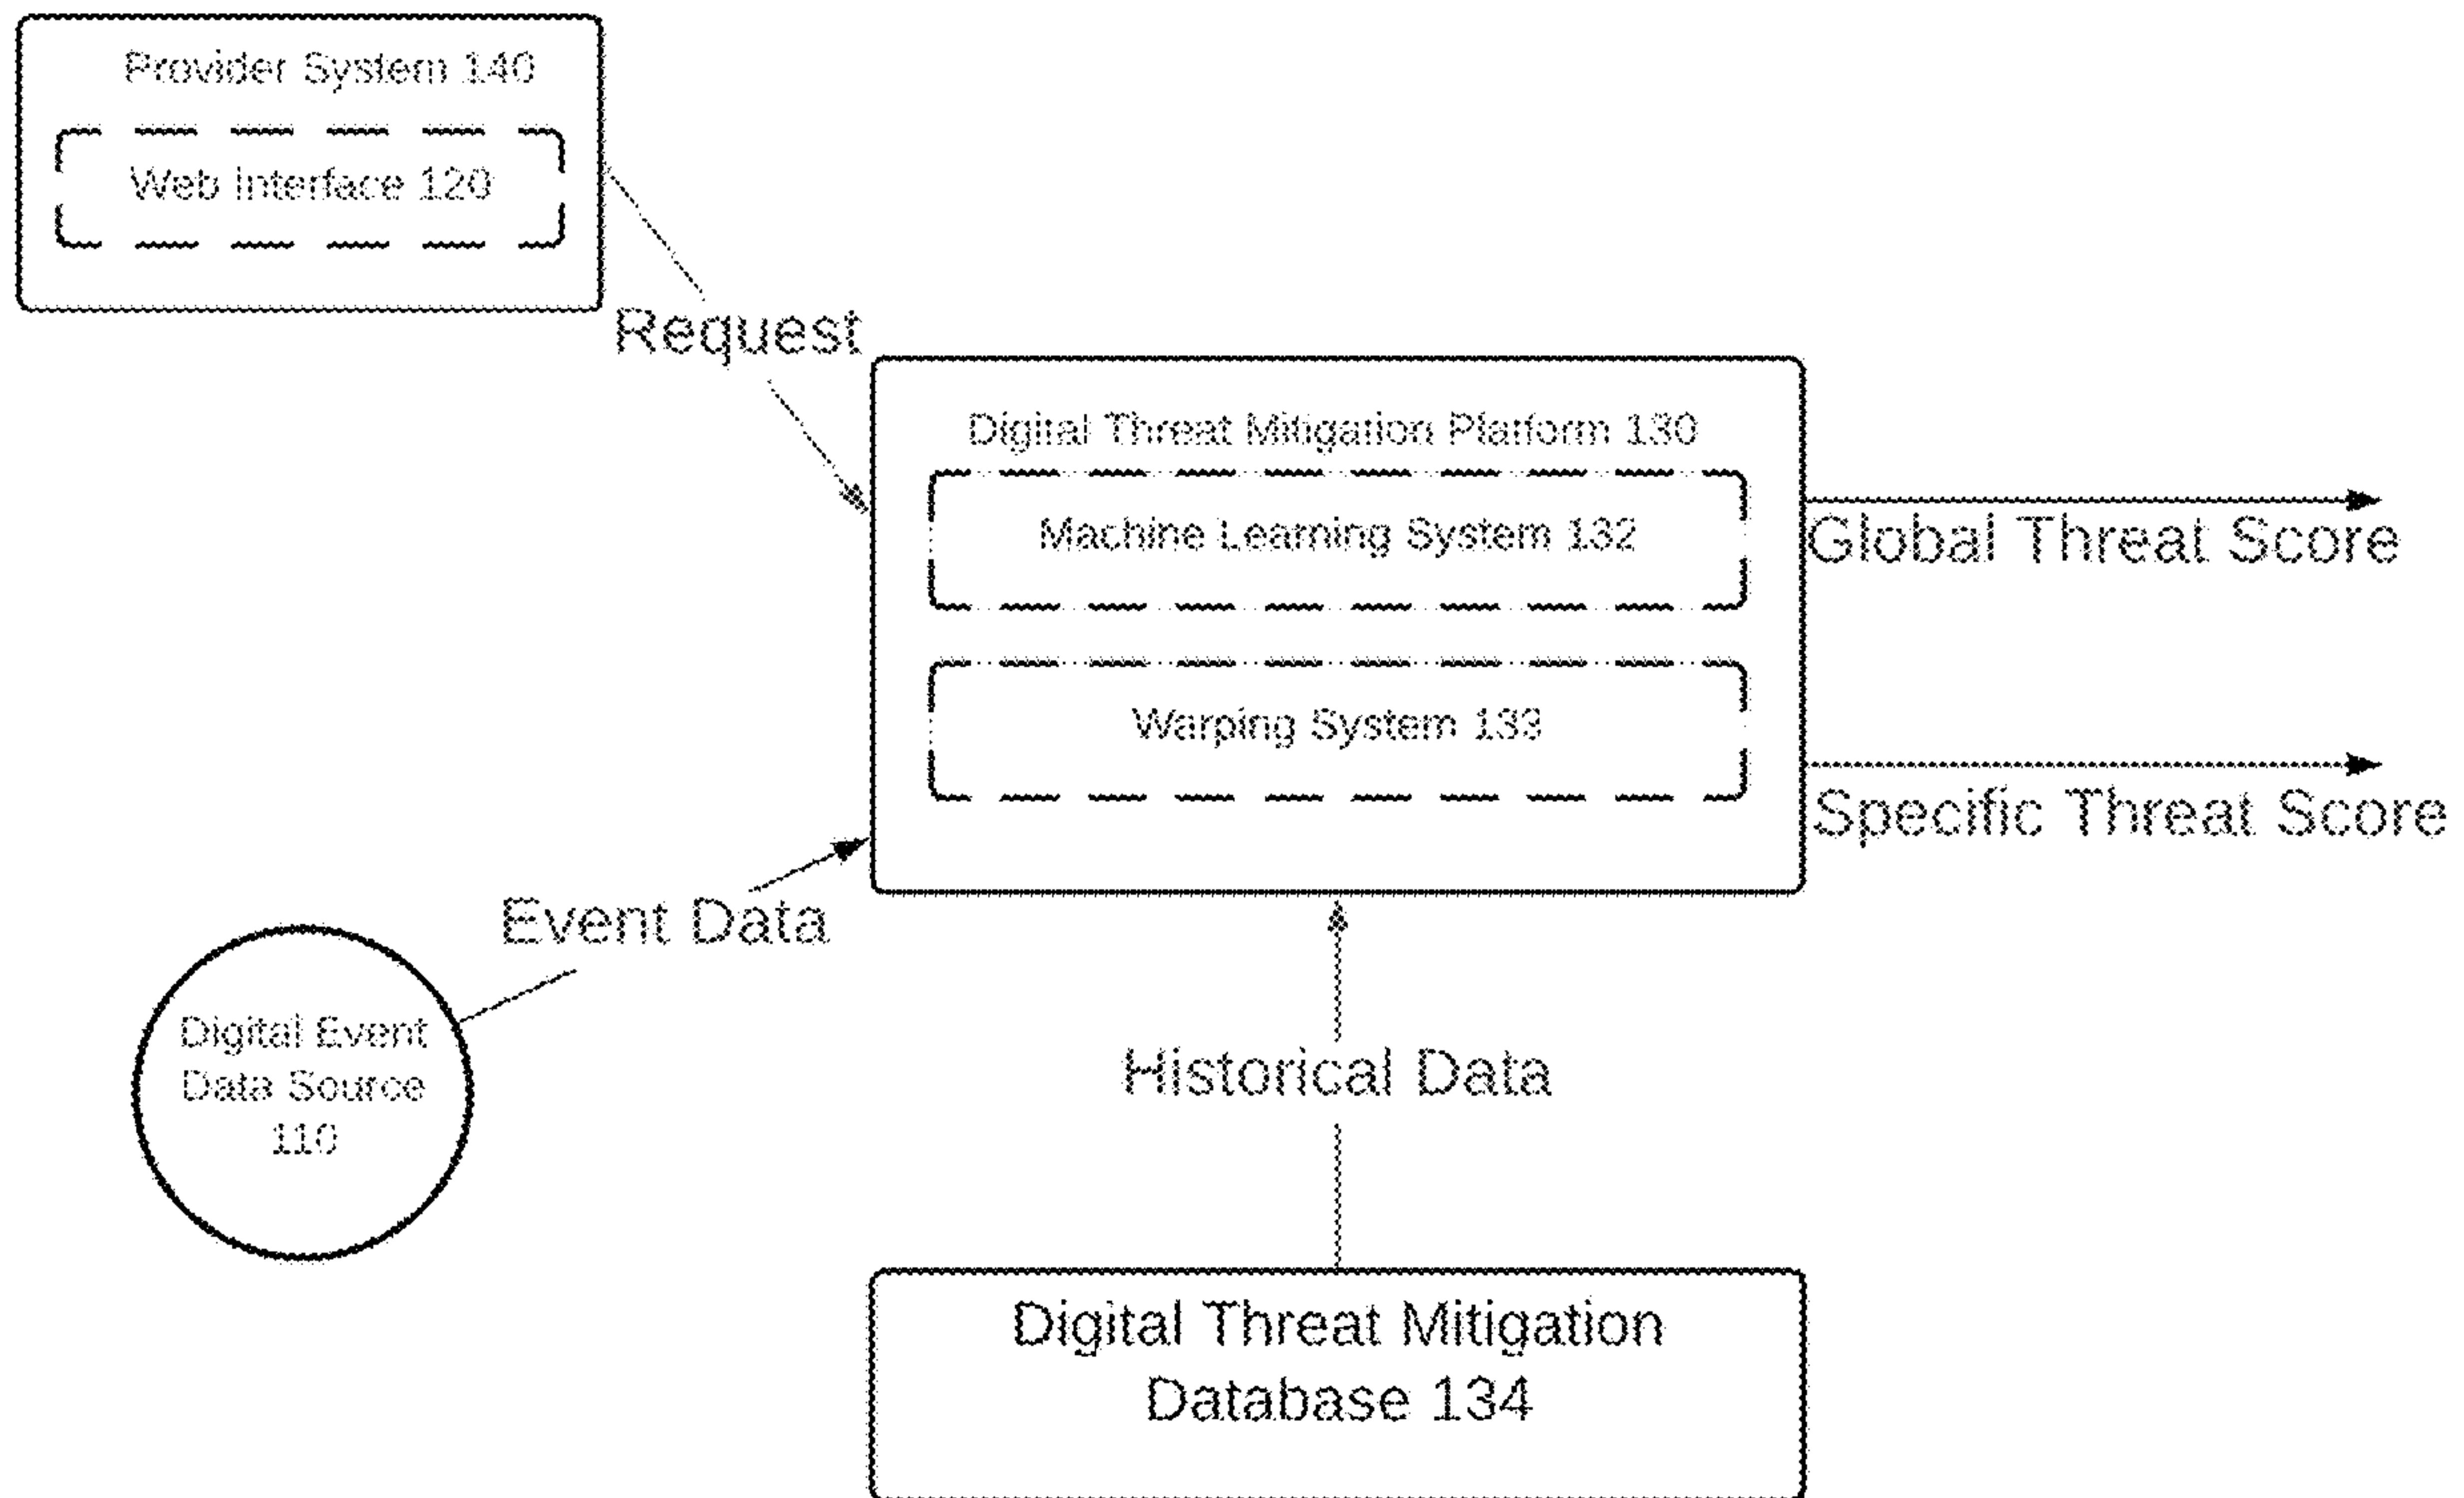 Provider System 140
Web Interface 120
Request
Digital Threat Mitigation Platform 130
Machine Learning System 132
Global Threat Score
Warping System 133
Specific Threat Score
Event Data
Digital Event
Data Source
110
Historical Data
Digital Threat Mitigation
Database 134